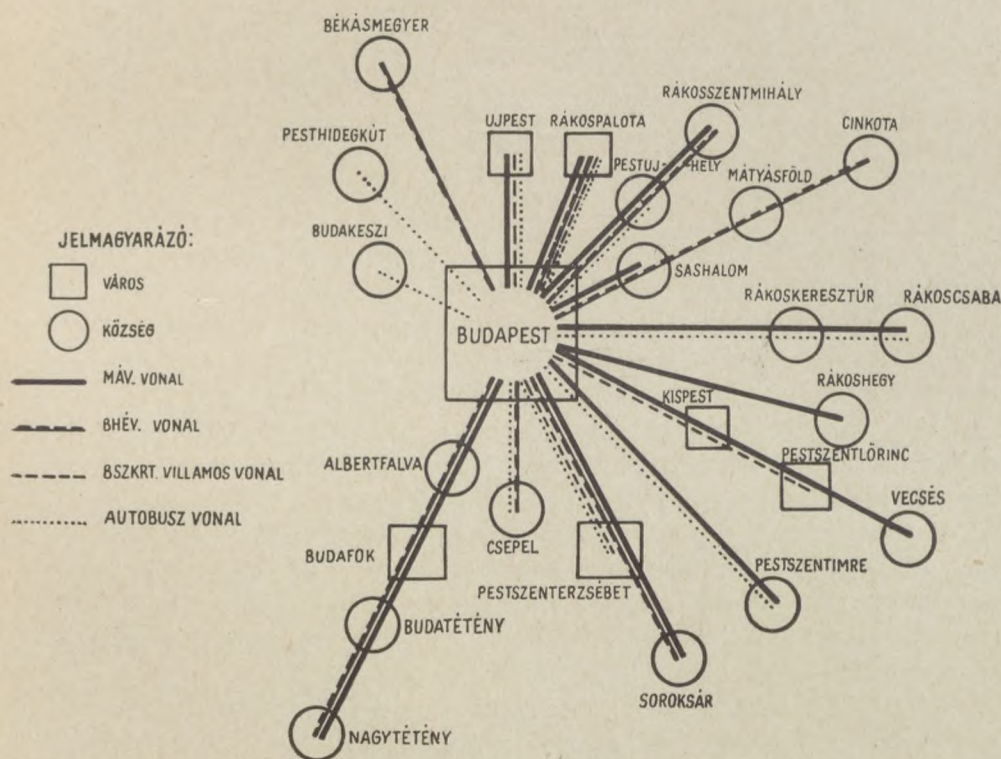 BÉKÁSMEGYER
UJPEST
RÁKOSPALOTA
RÁKOSSZENTMIHÁLY
CINKOTA
PESTHIDEGKÚT
PESTUJ-HELY
MÁTYÁSFÖLD
BUDAKESZI
SASHALOM
JELMAGYARÁZÓ:
VÁROS
KÖZSÉG
MÁV. VONAL
BHÉV. VONAL
BSZKRT. VILLAMOS VONAL
AUTOBUSZ VONAL
BUDAPEST
RÁKOSKERESZTÚR
RÁKOSCSABA
RÁKOSHEGY
KISPEST
PESTSZENTLŐRINC
VECSÉS
ALBERTFALVA
CSEPEL
BUDAFOK
PESTSZENTERZSÉBET
PESTSZENTIMRE
BUDATÉTÉNY
SOROKSÁR
NAGYTÉTÉNY